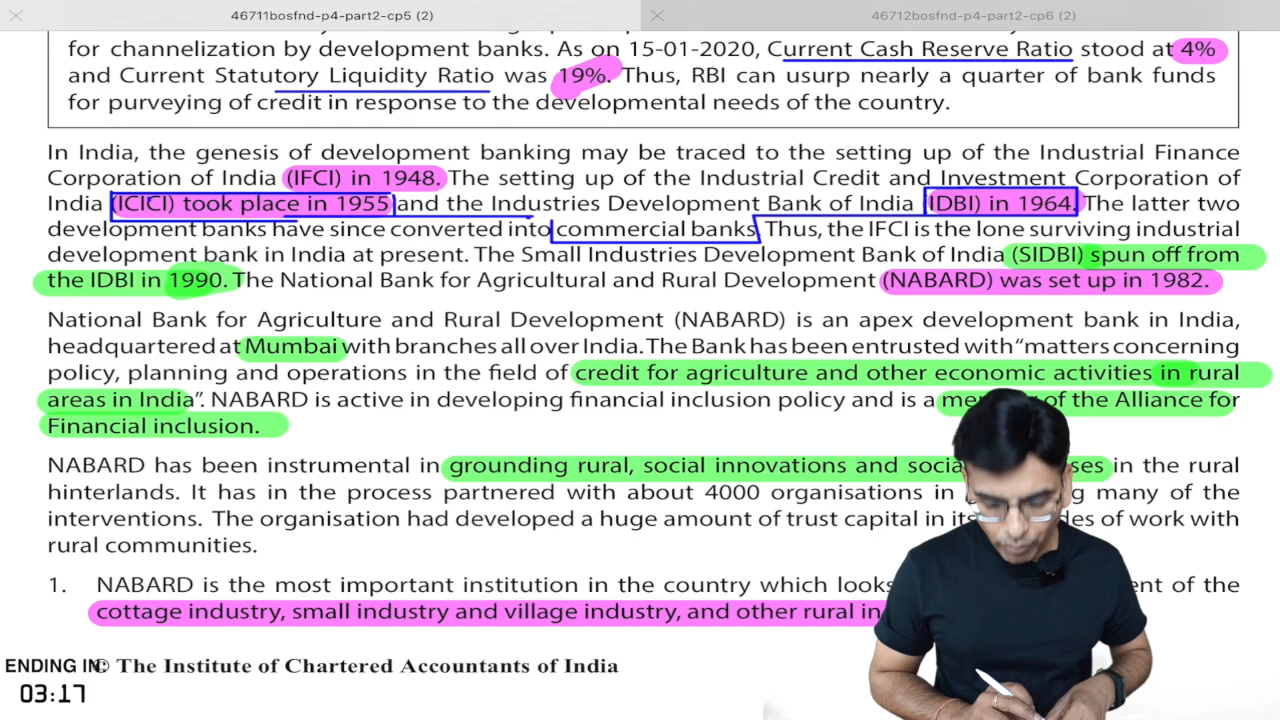 46711bosfnd-p4-part2-cp5 (2)
46712bosfnd-p4-part2-cp6 (2)
for channelization by development banks. As on 15-01-2020, Current Cash Reserve Ratio stood at 4%
and Current Statutory Liquidity Ratio was 19%. Thus, RBI can usurp nearly a quarter of bank funds
for purveying of credit in response to the developmental needs of the country.
In India, the genesis of development banking may be traced to the setting up of the Industrial Finance
Corporation of India (IFCI) in 1948. The setting up of the Industrial Credit and Investment Corporation of
India (ICICI) took place in 1955 and the Industries Development Bank of India (IDBI) in 1964. The latter two
development banks have since converted into commercial banks. Thus, the IFCI is the lone surviving industrial
development bank in India at present. The Small Industries Development Bank of India (SIDBI) spun off from
the IDBI in 1990. The National Bank for Agricultural and Rural Development (NABARD) was set up in 1982.
National Bank for Agriculture and Rural Development (NABARD) is an apex development bank in India,
headquartered at Mumbai with branches all over India. The Bank has been entrusted with “matters concerning
policy, planning and operations in the field of credit for agriculture and other economic activities in rural
areas in India”. NABARD is active in developing financial inclusion policy and is a of the Alliance for
Financial inclusion.
NABARD has been instrumental in grounding rural, social innovations and in the rural
hinterlands. It has in the process partnered with about 4000 organisations in many of the
interventions. The organisation had developed a huge amount of trust capital in its of work with
rural communities.
1. NABARD is the most important institution in the country which looks of the
cottage industry, small industry and village industry, and other rural
ENDING IN © The Institute of Chartered Accountants of India
03:17